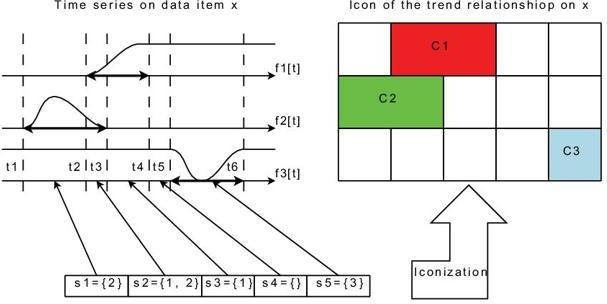 Time series on data item x
Icon of the trend relationshiop on x
f1[t]
C1
f2[t]
C2
t1 t2 t3 t4 t5 t6
f3[t]
C3
s1={2} s2={1, 2} s3={1} s4={} s5={3}
Iconization